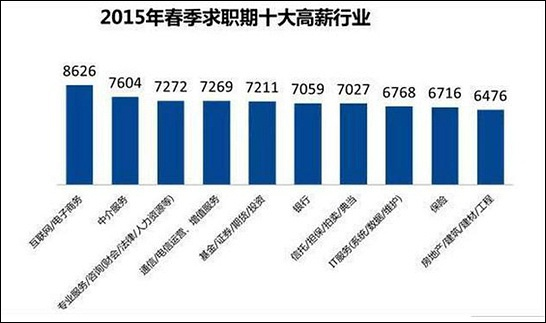 2015年春季求职期十大高薪行业
8626
7604
7272
7269
7211
7059
7027
6768
6716
6476
互联网/电子商务
中介服务
专业服务/咨询(财会/法律/人力资源等)
通信/电信运营、增值服务
基金/证券/期货/投资
银行
信托/担保/拍卖/典当
IT服务(系统/数据/维护)
保险
房地产/建筑/建材/工程